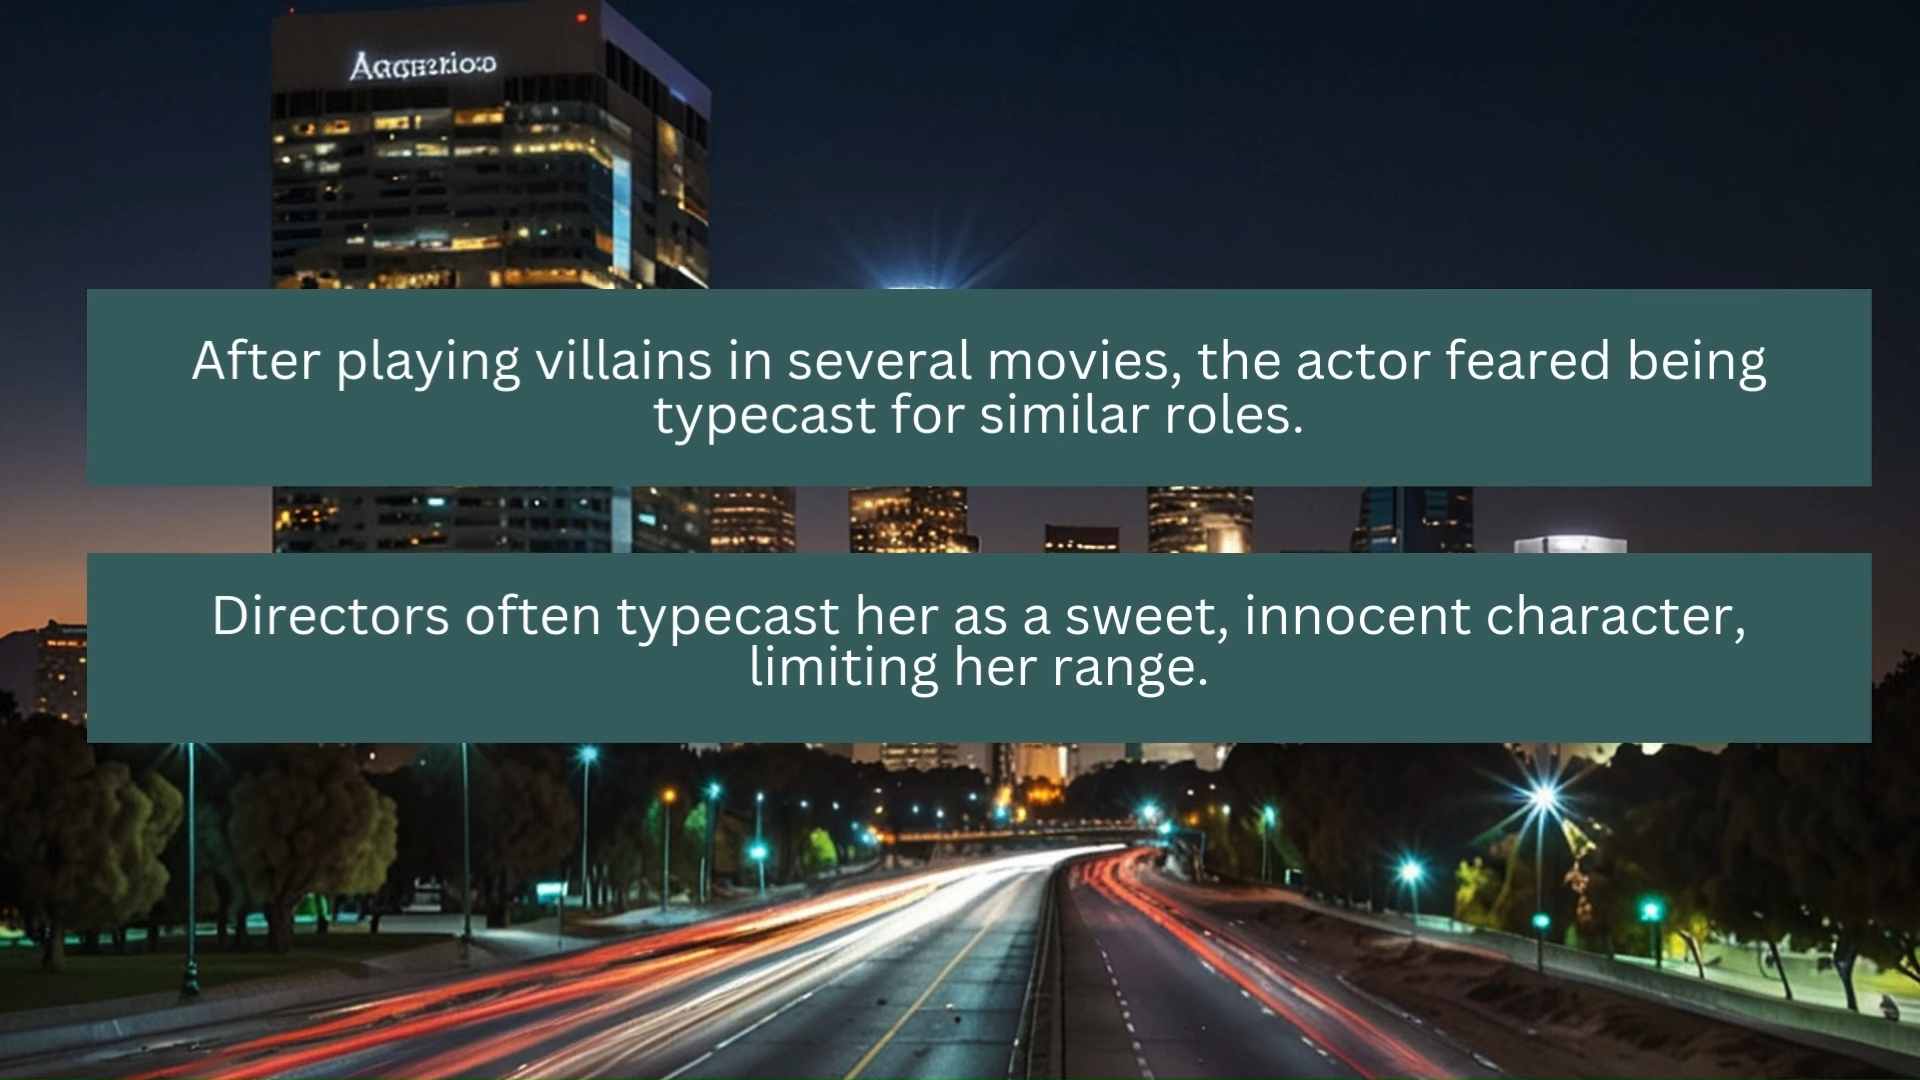 After playing villains in several movies, the actor feared being
typecast for similar roles.
Directors often typecast her as a sweet, innocent character,
limiting her range.